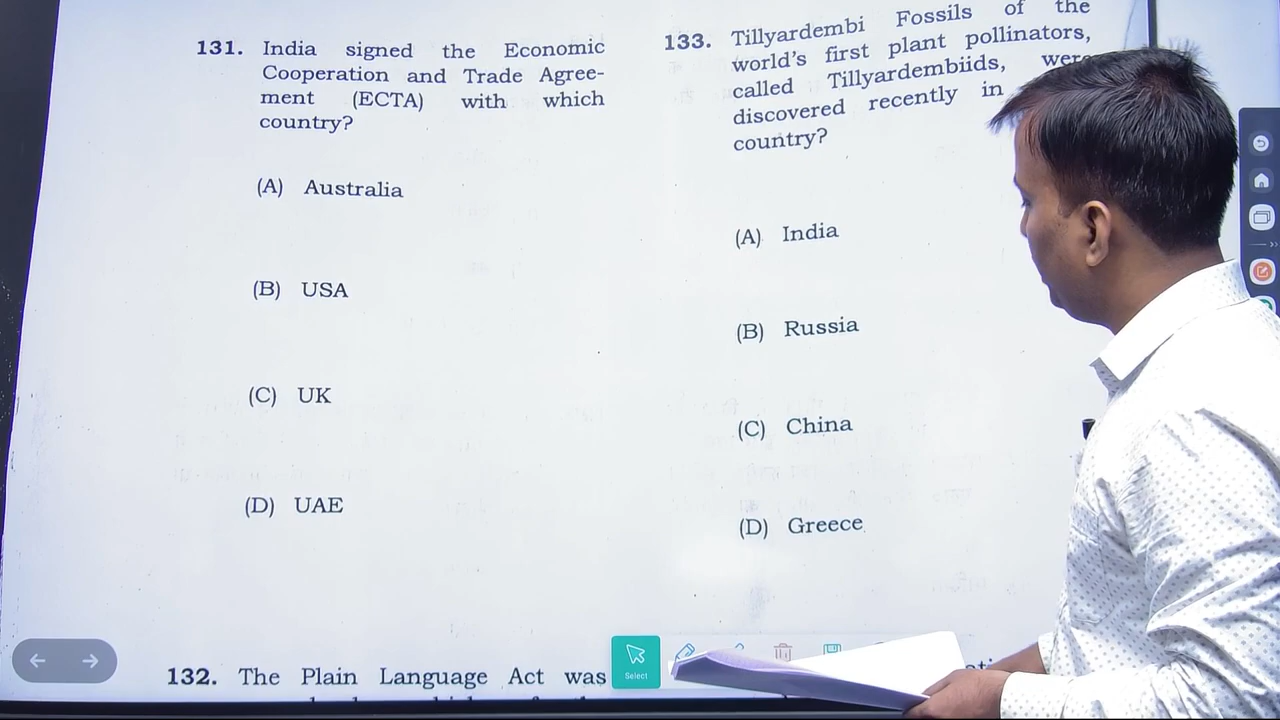 131. India signed the Economic
Cooperation and Trade Agree-
ment (ECTA) with which
country?
(A) Australia
(B) USA
(C) UK
(D) UAE
132. The Plain Language Act was
133. Tillyardembi Fossils of the
world's first plant pollinators,
called Tillyardembiids, were
discovered recently in
country?
(A) India
(B) Russia
(C) China
(D) Greece
Select